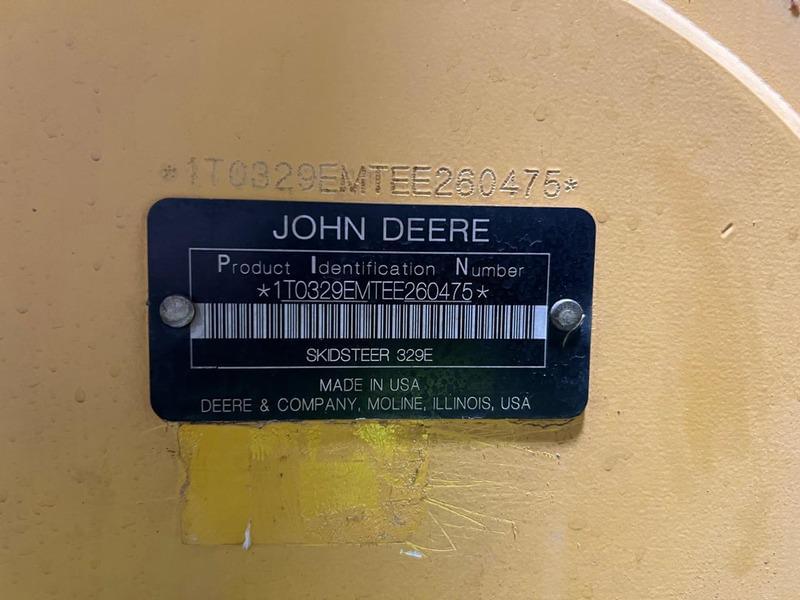 *1T0329EMTEE260475*
JOHN DEERE
Product Identification Number
*1T0329EMTEE260475*
SKIDSTEER 329E
MADE IN USA
DEERE & COMPANY, MOLINE, ILLINOIS, USA